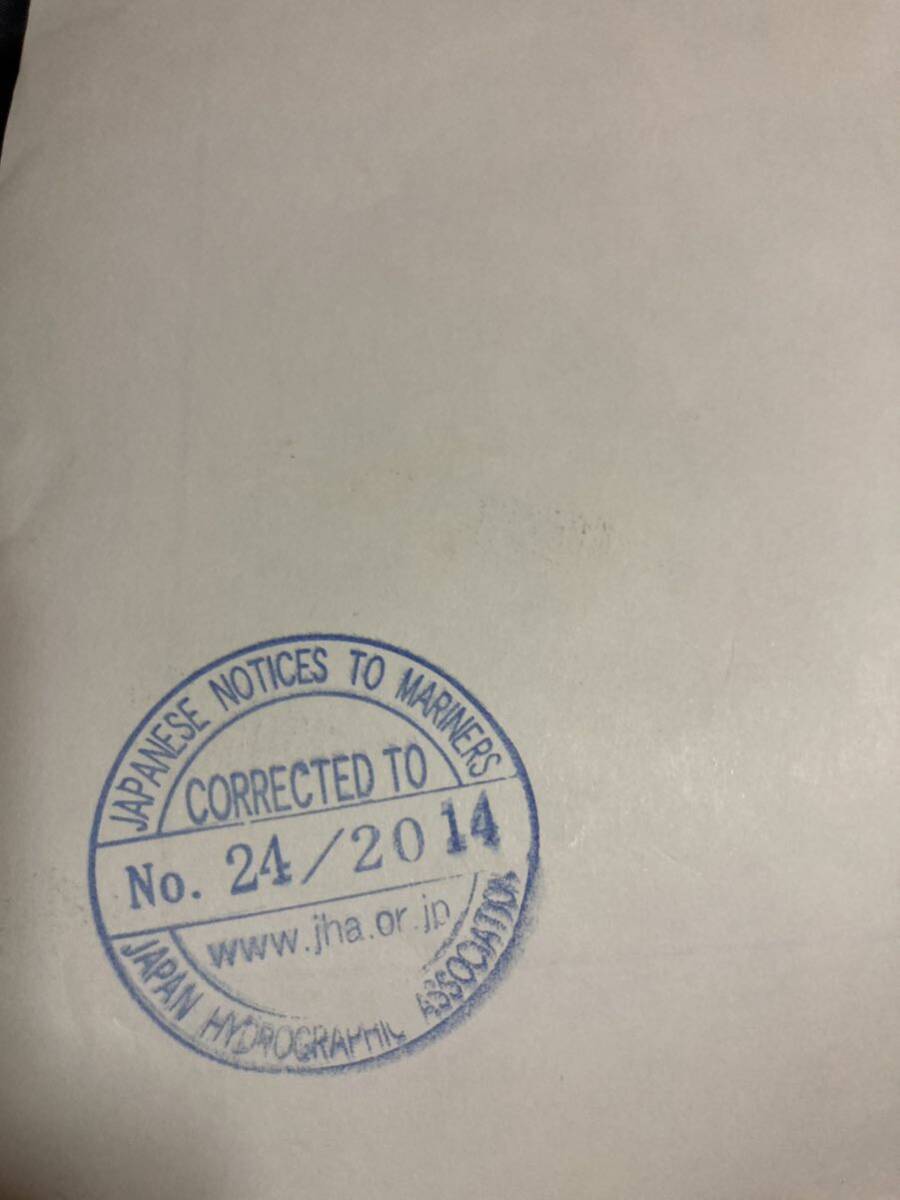 JAPANESE NOTICES TO MARINERS
CORRECTED TO
No. 24/2014
www.jha.or.jp
JAPAN HYDROGRAPHIC ASSOCIATION